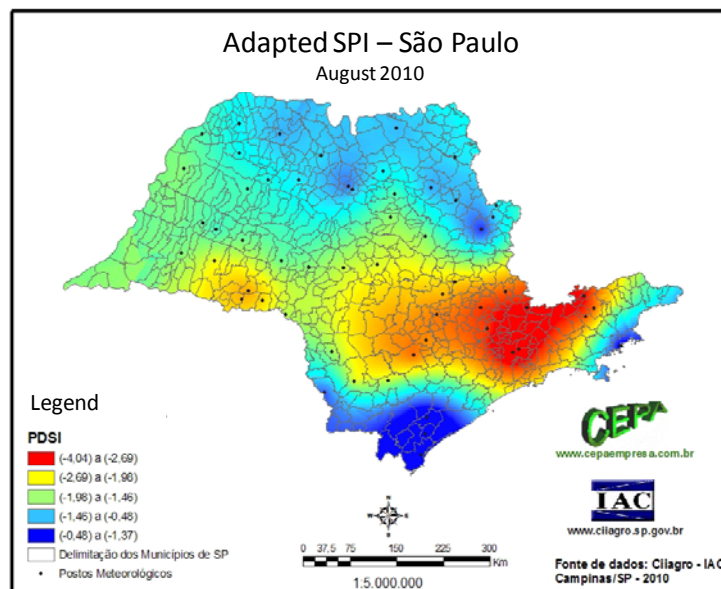 Adapted SPI – São Paulo
August 2010
Legend
PDSI
(-4,04) a (-2,69)
(-2,69) a (-1,98)
(-1,98) a (-1,46)
(-1,46) a (-0,48)
(-0,48) a (-1,37)
Delimitação dos Municípios de SP
Postos Meteorológicos
N
W E
S
0 37,5 75 150 225 300
Km
1:5.000.000
CEPA
www.cepaempresa.com.br
IAC
www.ciiagro.sp.gov.br
Fonte de dados: Ciiagro - IAC
Campinas/SP - 2010